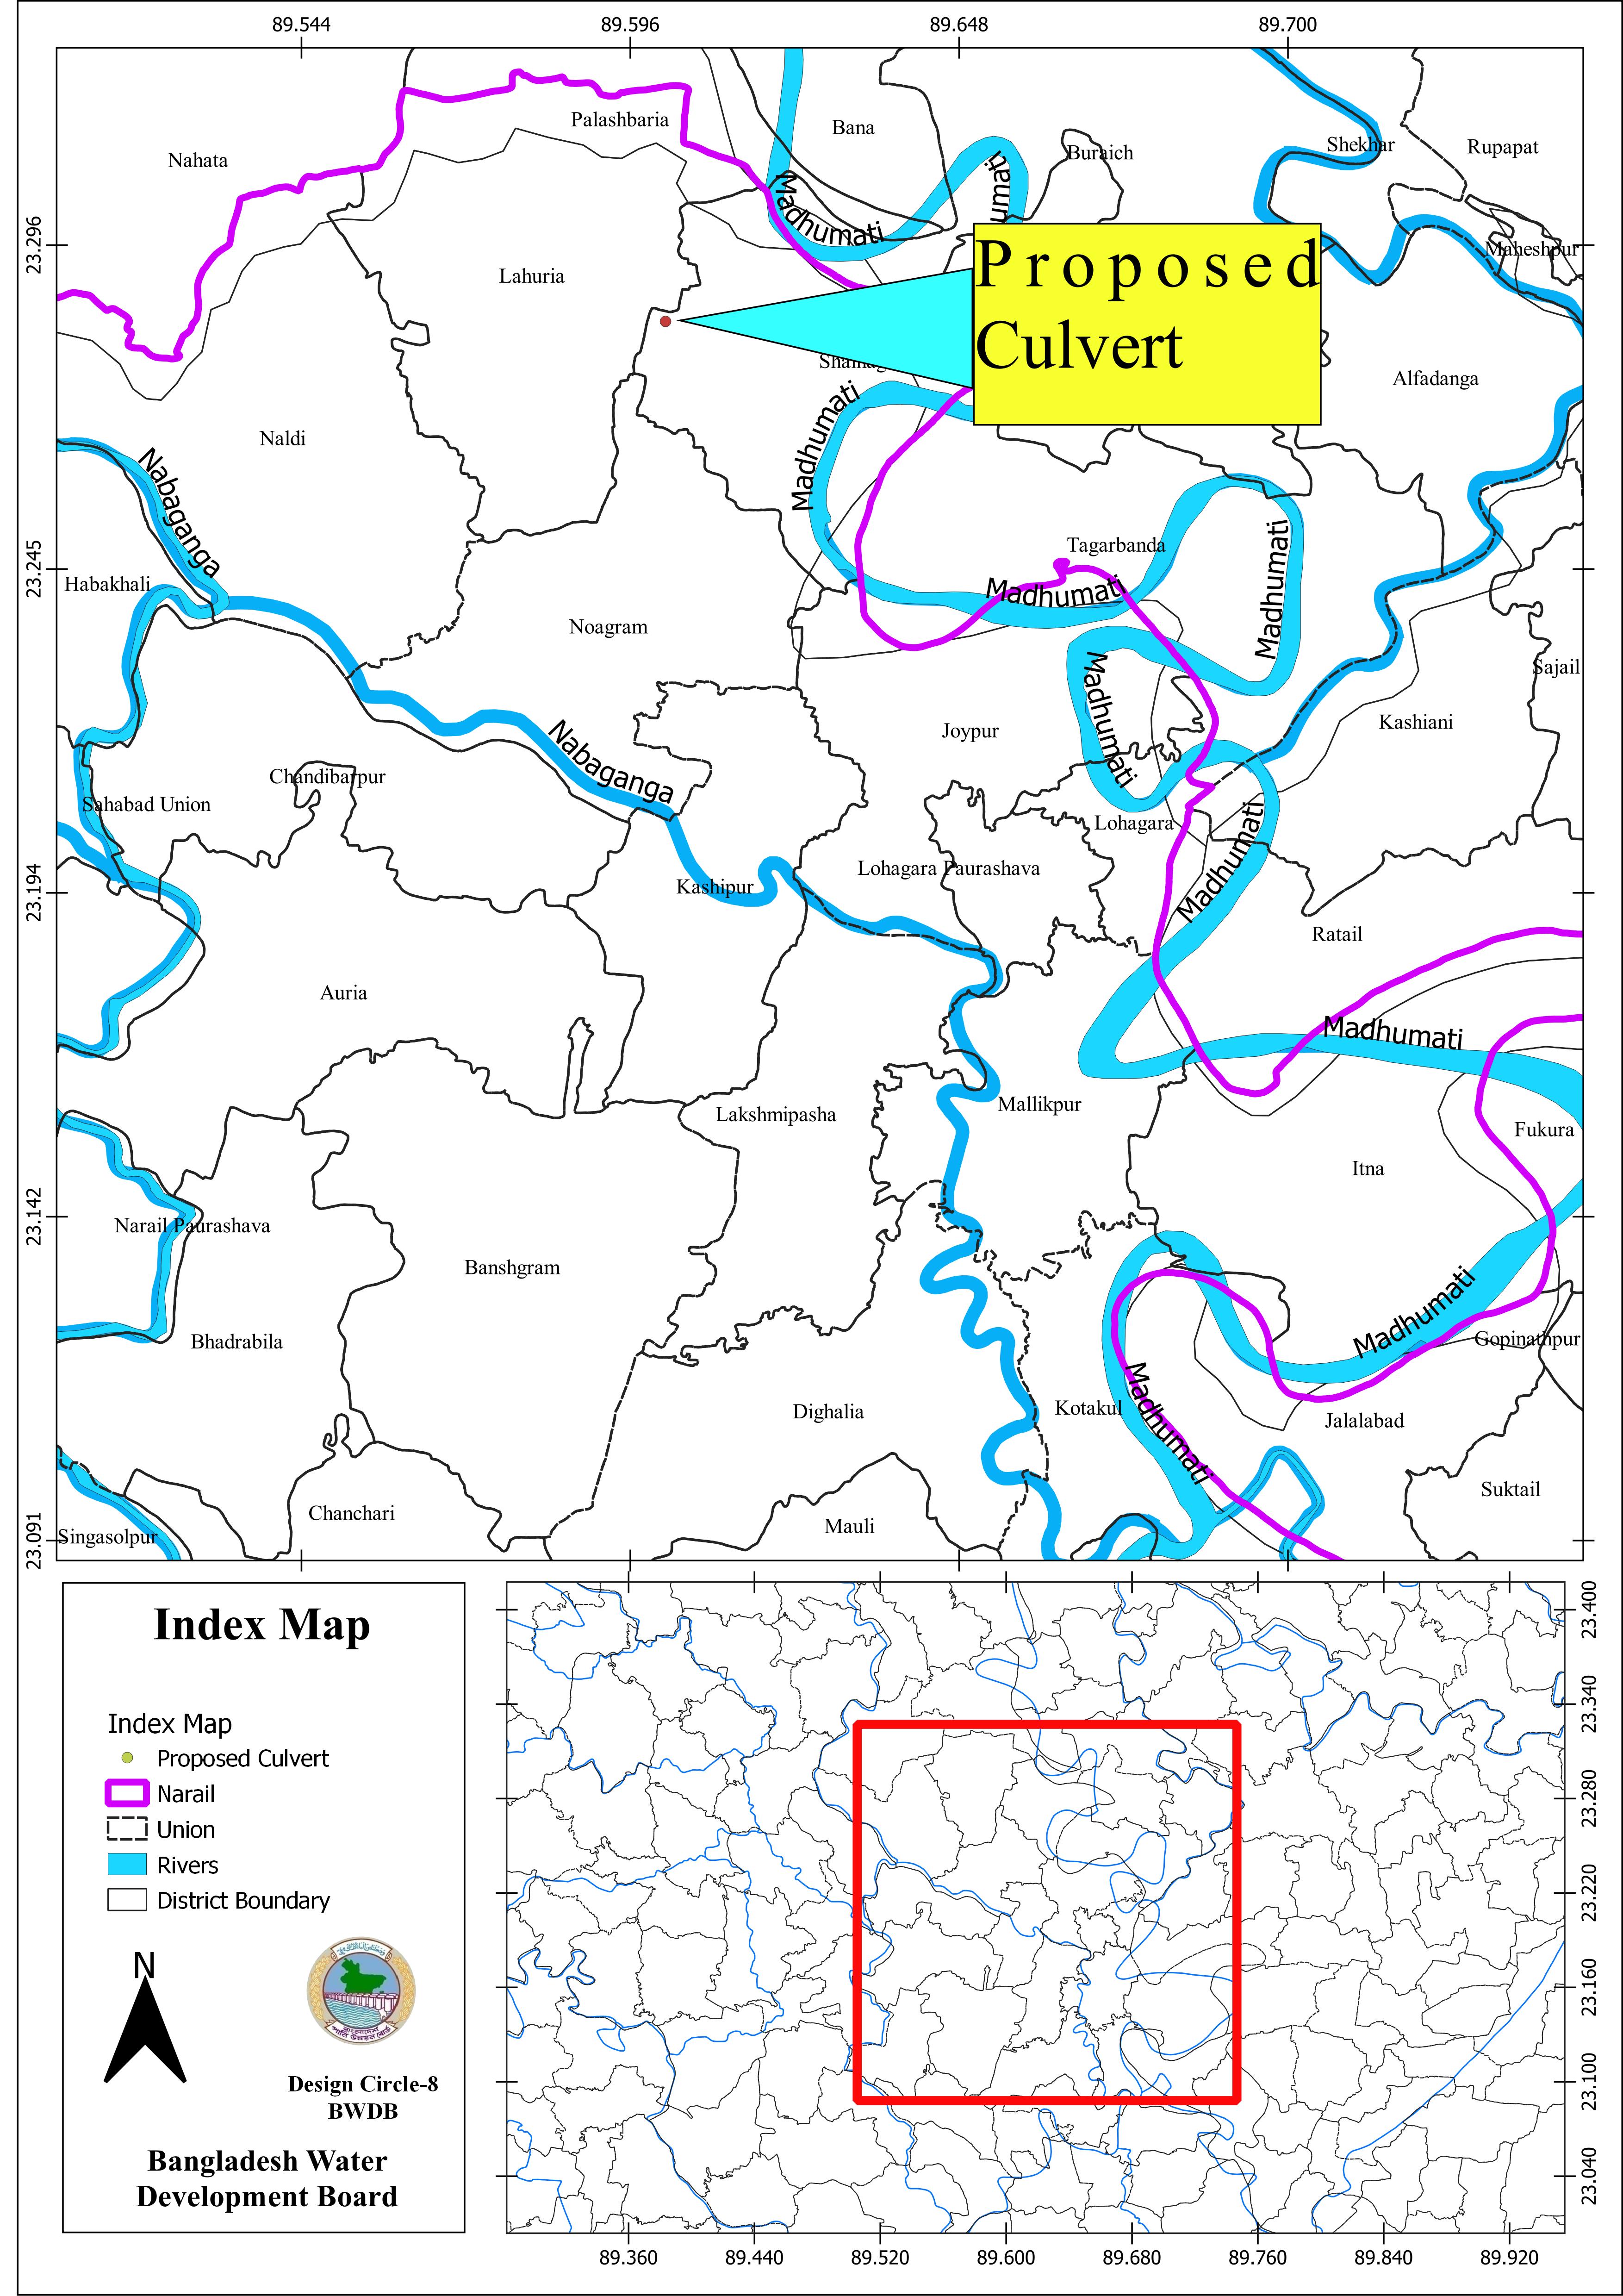 89.544
89.596
89.648
89.700
Palashbaria
Bana
Nahata
Shekhar
Rupapat
Buraich
Madhumati
umati
23.296
Maheshpur
Lahuria
Proposed
Culvert
Alfadanga
Madhumati
Naldi
Nabaganga
Tagarbanda
23.245
Habakhali
Madhumati
Madhumati
Noagram
Sajail
Madhumati
Joypur
Kashiani
Nabaganga
Chandibarpur
Sahabad Union
Lohagara
Madhumati
Lohagara Paurashava
Kashipur
23.194
Ratail
Auria
Madhumati
Lakshmipasha
Mallikpur
Fukura
Itna
23.142
Narail Paurashava
Banshgram
Madhumati
Bhadrabila
Gopinathpur
Dighalia
Kotakul
Madhumati
Jalalabad
Suktail
Chanchari
Mauli
Singasolpur
23.091
Index Map
Index Map
Proposed Culvert
Narail
Union
Rivers
District Boundary
N
Design Circle-8
BWDB
Bangladesh Water
Development Board
23.400
23.340
23.280
23.220
23.160
23.100
23.040
89.360
89.440
89.520
89.600
89.680
89.760
89.840
89.920